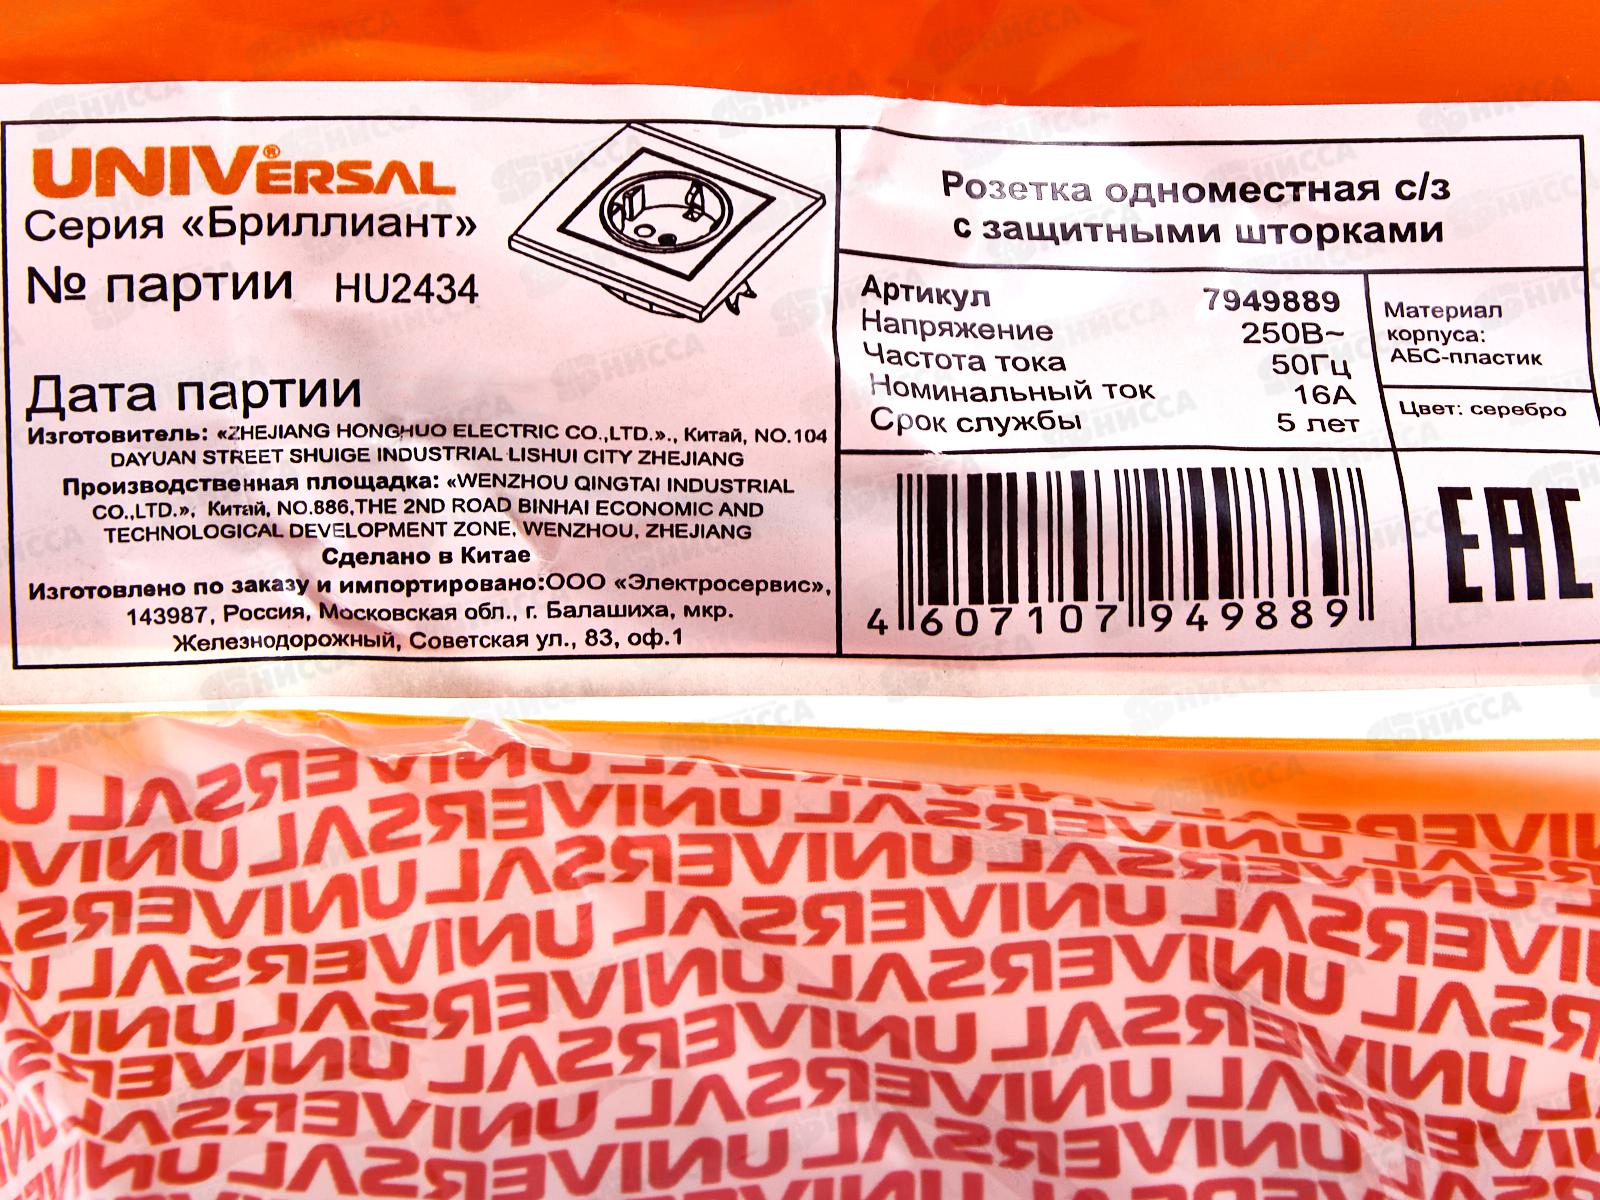 UNIVERSAL®
Серия «Бриллиант»
№ партии HU2434
Дата партии
Изготовитель: «ZHEJIANG HONGHUO ELECTRIC CO.,LTD.»., Китай, NO.104
DAYUAN STREET SHUIGE INDUSTRIAL LISHUI CITY ZHEJIANG
Производственная площадка: «WENZHOU QINGTAI INDUSTRIAL
CO.,LTD.», Китай, NO.886,THE 2ND ROAD BINHAI ECONOMIC AND
TECHNOLOGICAL DEVELOPMENT ZONE, WENZHOU, ZHEJIANG
Сделано в Китае
Изготовлено по заказу и импортировано:ООО «Электросервис»,
143987, Россия, Московская обл., г. Балашиха, мкр.
Железнодорожный, Советская ул., 83, оф.1
Розетка одноместная с/з
с защитными шторками
Артикул 7949889
Напряжение 250В~
Частота тока 50Гц
Номинальный ток 16А
Срок службы 5 лет
Материал
корпуса:
АБС-пластик
Цвет: серебро
4 607107 949889
EAC